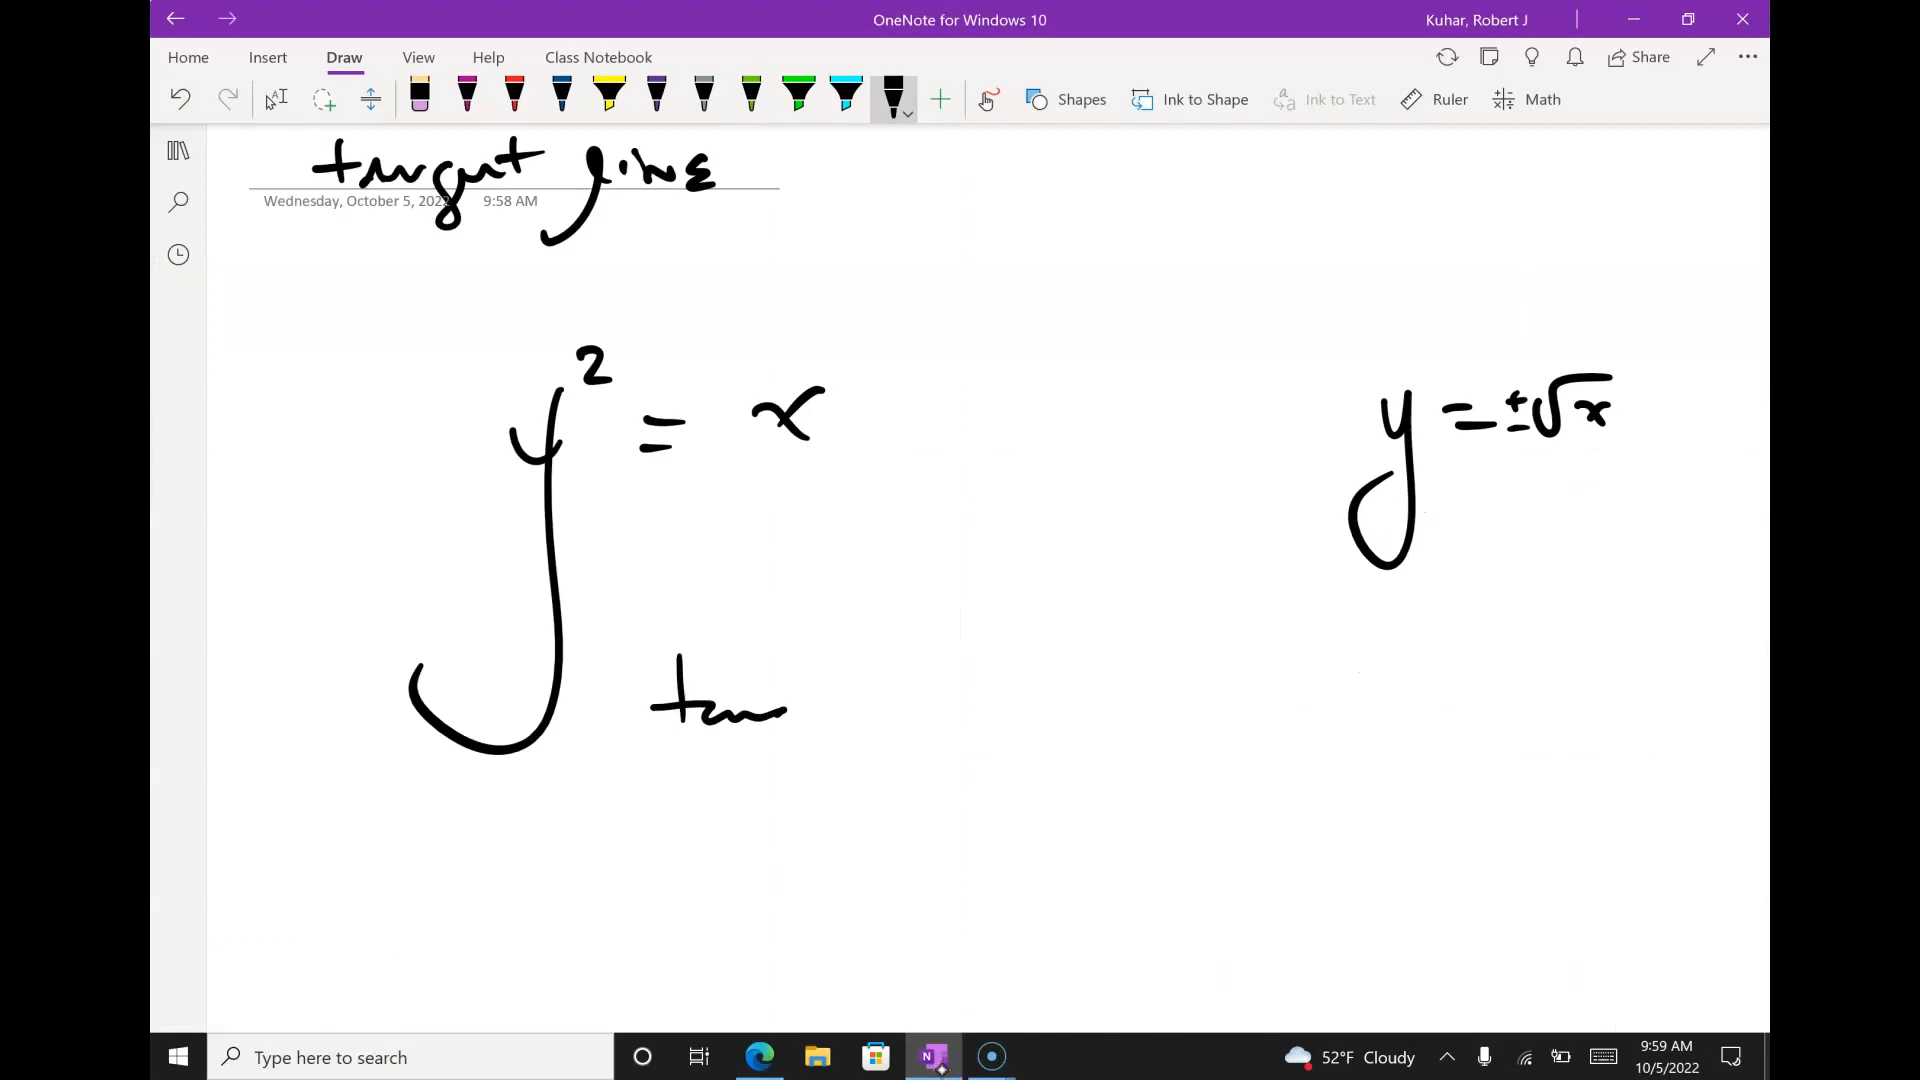 OneNote for Windows 10
Kuhar, Robert J
Home Insert Draw View Help Class Notebook
Share
Shapes Ink to Shape Ink to Text Ruler Math
tangent line
Wednesday, October 5, 2022 9:58 AM
y² = x
y = ±√x
tan
Type here to search
52°F Cloudy
9:59 AM
10/5/2022